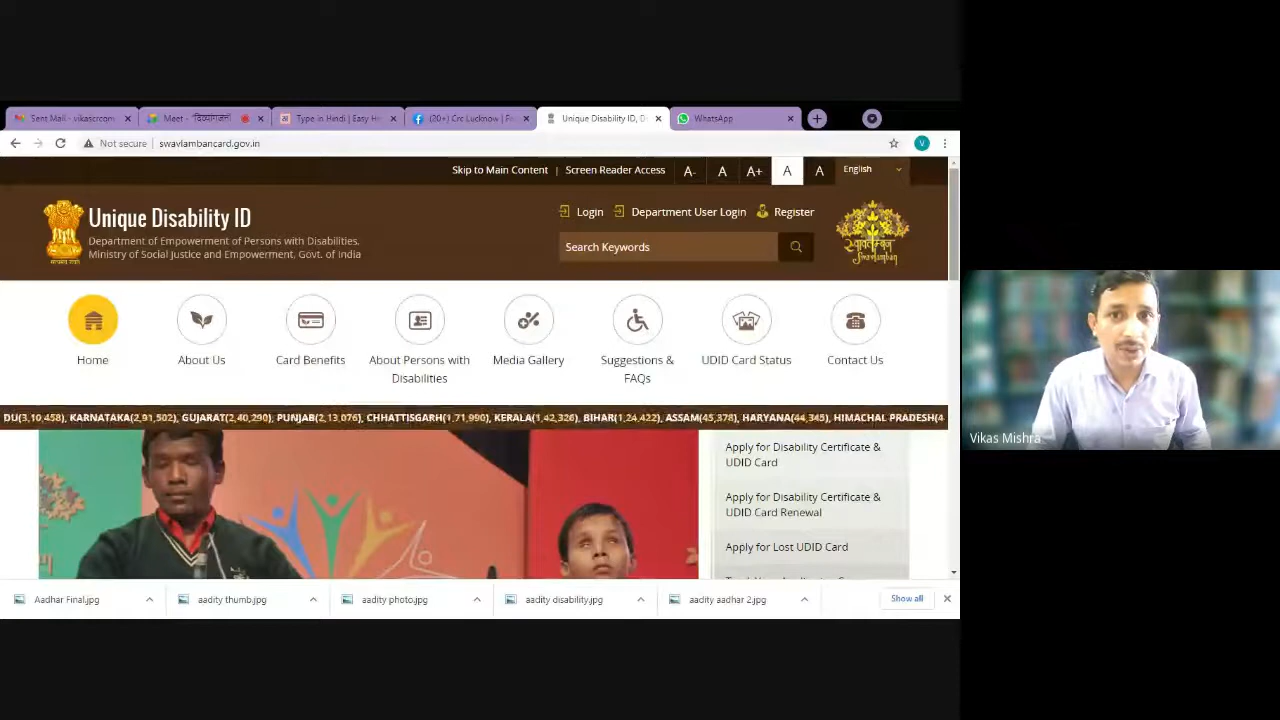 Sent Mail - vikascrcqm
Meet - "दिव्यांगजनो
Type in Hindi | Easy Hi
(20+) Crc Lucknow | Fa
Unique Disability ID, D
WhatsApp
Not secure | swavlambancard.gov.in
V
Skip to Main Content | Screen Reader Access A- A A+ A A English
Unique Disability ID
Department of Empowerment of Persons with Disabilities,
Ministry of Social Justice and Empowerment, Govt. of India
Login Department User Login Register
Search Keywords
स्वावलम्बन
Swavlamban
Home
About Us
Card Benefits
About Persons with
Disabilities
Media Gallery
Suggestions &
FAQs
UDID Card Status
Contact Us
DU(3,10,458), KARNATAKA(2,91,502), GUJARAT(2,40,290), PUNJAB(2,13,076), CHHATTISGARH(1,71,990), KERALA(1,42,326), BIHAR(1,24,422), ASSAM(45,378), HARYANA(44,345), HIMACHAL PRADESH(4
Apply for Disability Certificate &
UDID Card
Apply for Disability Certificate &
UDID Card Renewal
Apply for Lost UDID Card
Aadhar Final.jpg
aadity thumb.jpg
aadity photo.jpg
aadity disability.jpg
aadity aadhar 2.jpg
Show all
Vikas Mishra